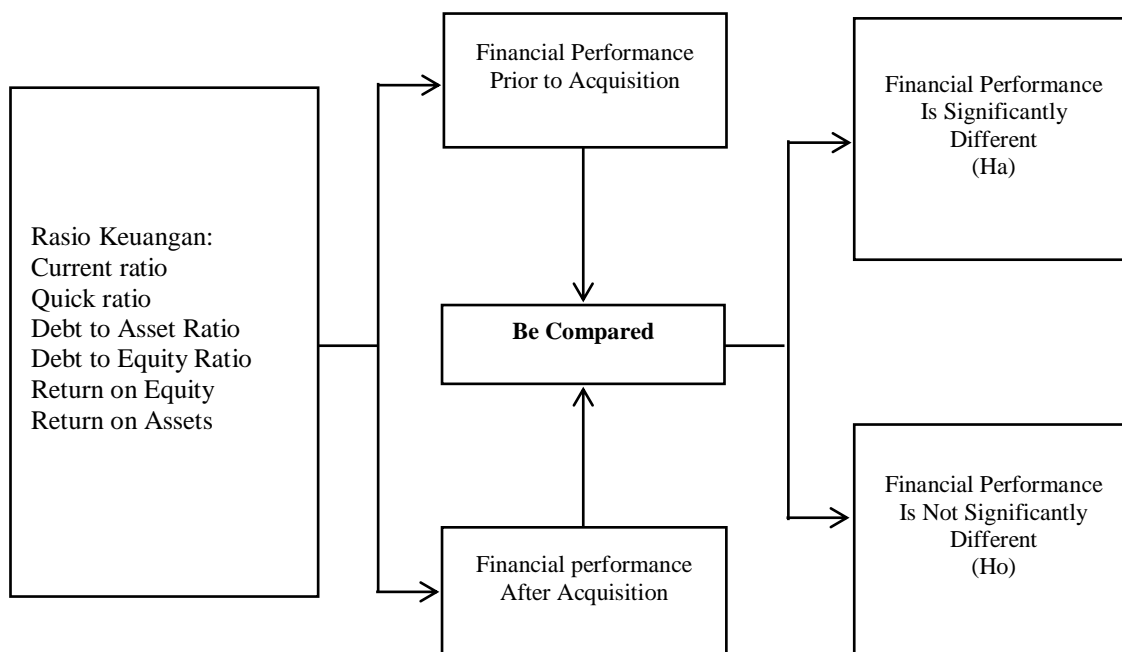 Rasio Keuangan:
Current ratio
Quick ratio
Debt to Asset Ratio
Debt to Equity Ratio
Return on Equity
Return on Assets
Financial Performance
Prior to Acquisition
Be Compared
Financial performance
After Acquisition
Financial Performance
Is Significantly
Different
(Ha)
Financial Performance
Is Not Significantly
Different
(Ho)